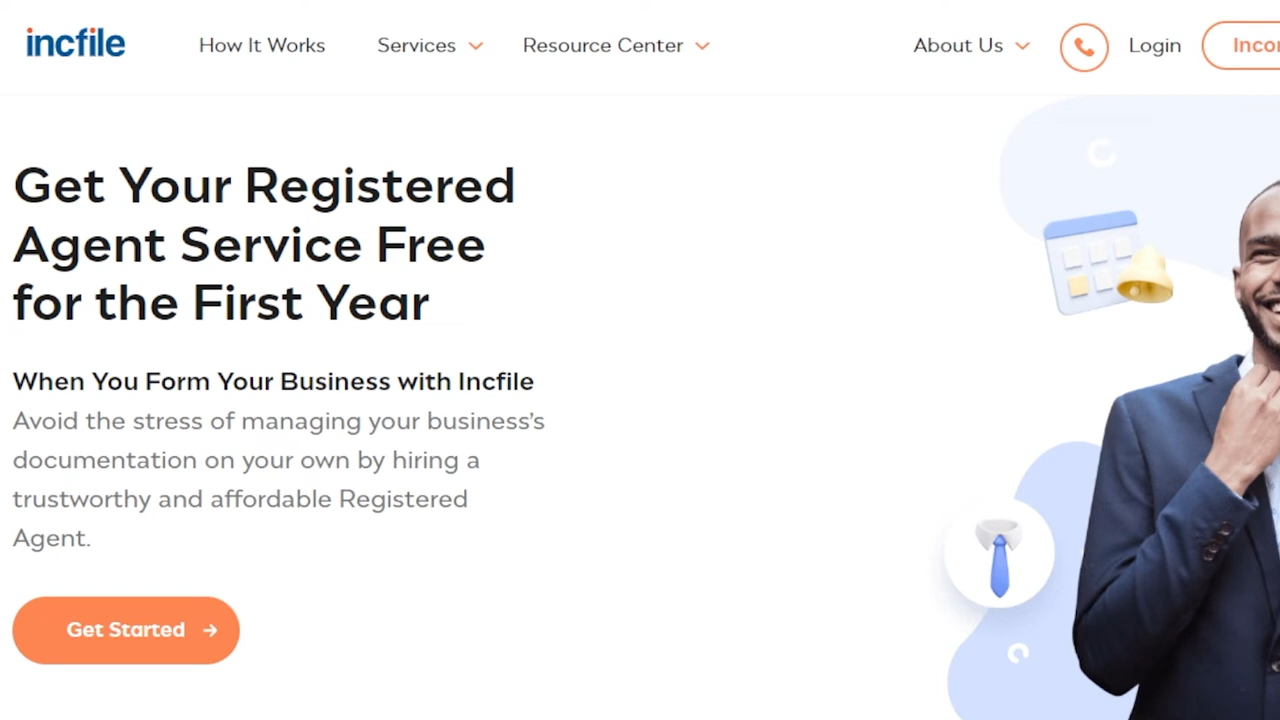 incfile
How It Works
Services
Resource Center
About Us
Login
Get Your Registered
Agent Service Free
for the First Year
When You Form Your Business with Incfile
Avoid the stress of managing your business’s
documentation on your own by hiring a
trustworthy and affordable Registered
Agent.
Get Started